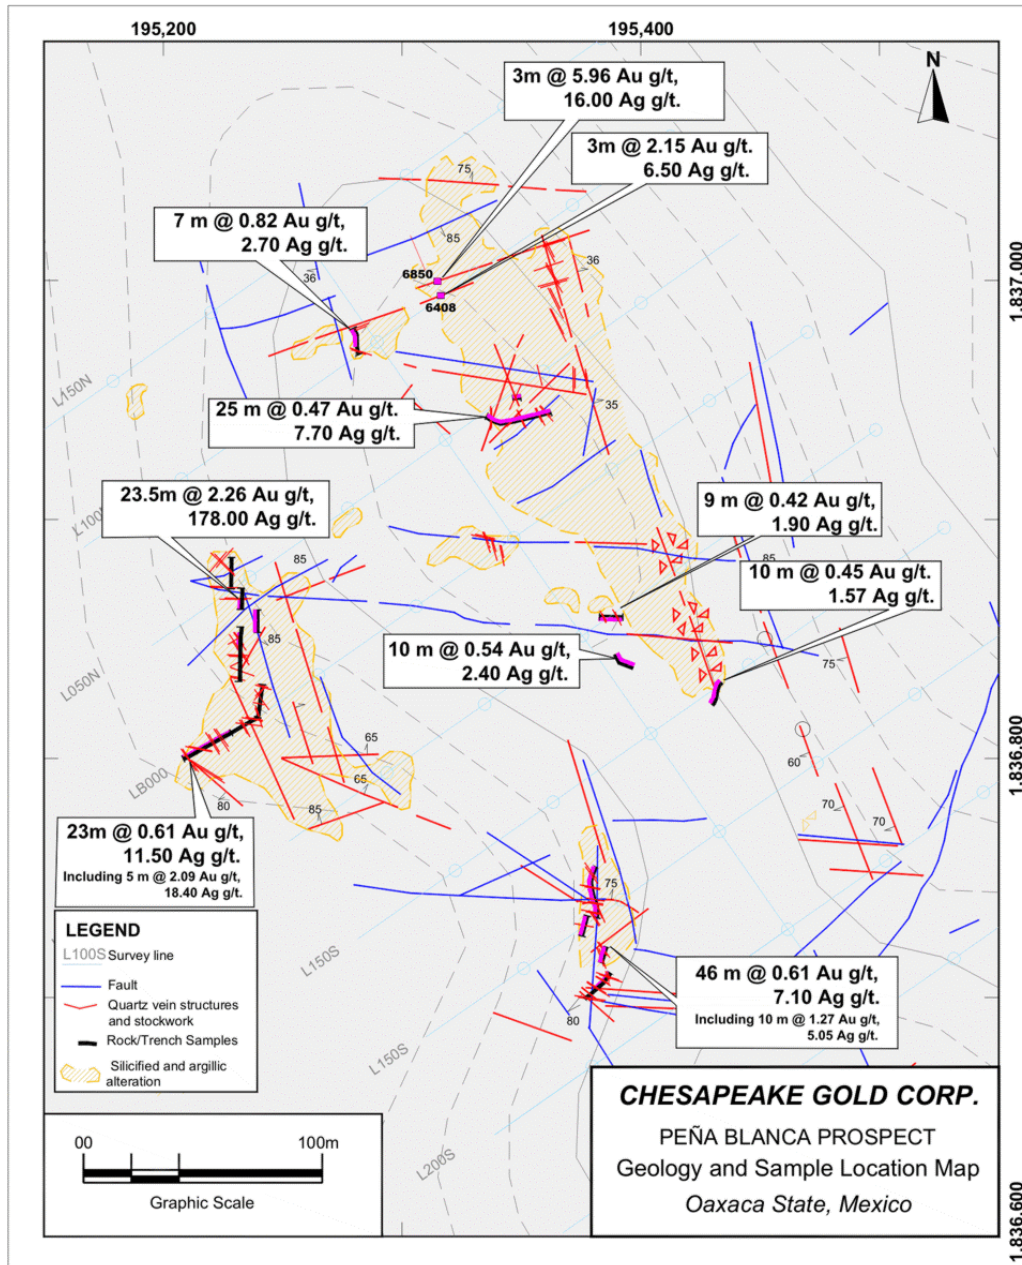 195,200
195,400
N
3m @ 5.96 Au g/t,
16.00 Ag g/t.
3m @ 2.15 Au g/t.
6.50 Ag g/t.
75
7 m @ 0.82 Au g/t,
2.70 Ag g/t.
85
36
36
6850
6408
1,837,000
L150N
25 m @ 0.47 Au g/t.
7.70 Ag g/t.
35
23.5m @ 2.26 Au g/t,
178.00 Ag g/t.
L100
9 m @ 0.42 Au g/t,
1.90 Ag g/t.
85
85
10 m @ 0.45 Au g/t.
1.57 Ag g/t.
85
10 m @ 0.54 Au g/t,
2.40 Ag g/t.
75
L050N
65
65
60
LB000
80
85
70
70
1,836,800
23m @ 0.61 Au g/t,
11.50 Ag g/t.
Including 5 m @ 2.09 Au g/t,
18.40 Ag g/t.
75
LEGEND
L100S Survey line
Fault
Quartz vein structures
and stockwork
Rock/Trench Samples
Silicified and argillic
alteration
L150S
46 m @ 0.61 Au g/t,
7.10 Ag g/t.
Including 10 m @ 1.27 Au g/t,
5.05 Ag g/t.
80
L150S
L200S
00
100m
Graphic Scale
CHESAPEAKE GOLD CORP.
PEÑA BLANCA PROSPECT
Geology and Sample Location Map
Oaxaca State, Mexico
1,836,600